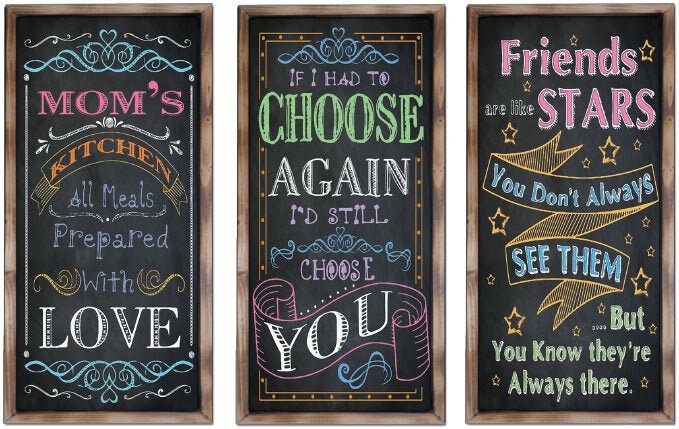 MOM'S
KITCHEN
All Meals
Prepared
With
LOVE
IF I HAD TO
CHOOSE
AGAIN
I'D STILL
CHOOSE
YOU
Friends
are like STARS
You Don't Always
SEE THEM
.... But
You Know they're
Always there.